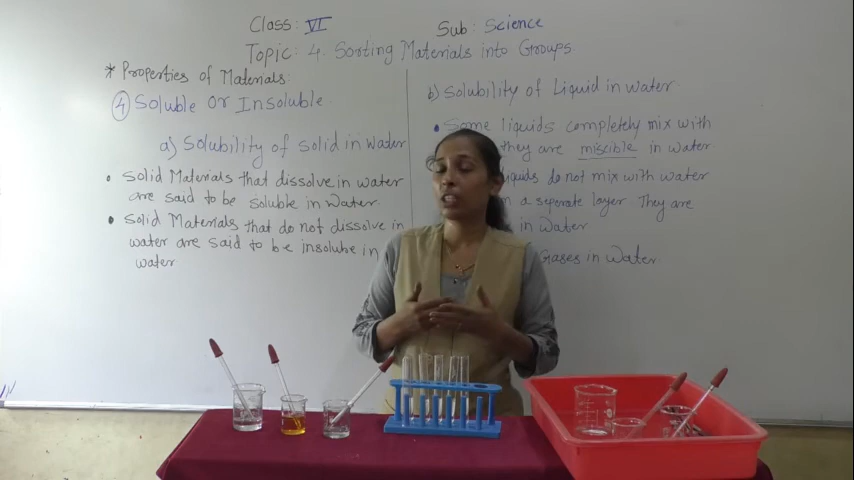 Class: VI
Sub: Science
Topic: 4. Sorting Materials into Groups.
* Properties of Materials:
④ Soluble or Insoluble.
a) Solubility of solid in water
• Solid Materials that dissolve in water
are said to be soluble in water.
• Solid Materials that do not dissolve in
water are said to be insolube in
water
b) Solubility of Liquid in water.
• Some liquids completely mix with
they are miscible in water.
liquids do not mix with water
a separate layer. They are
in water
Gases in water.